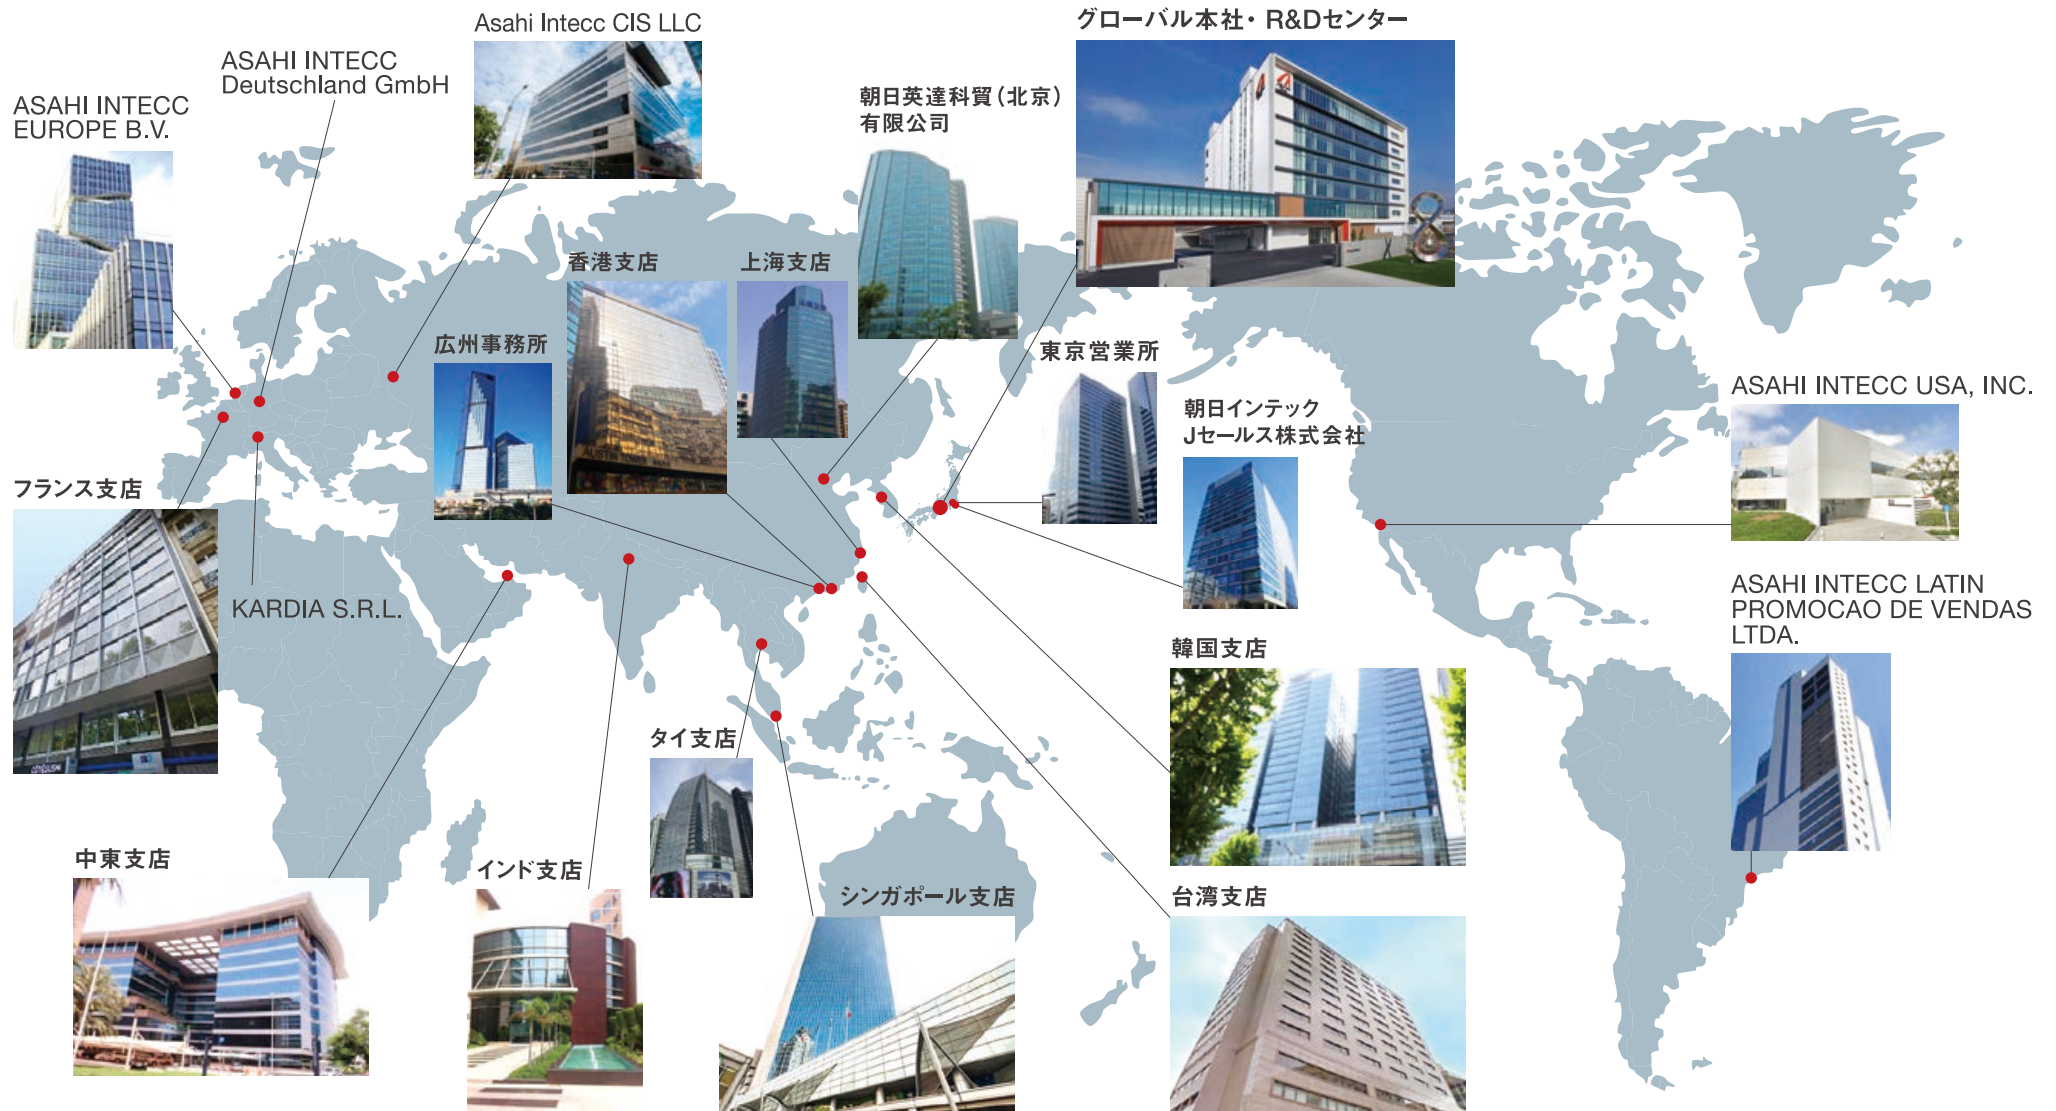 グローバル本社・R&Dセンター
Asahi Intecc CIS LLC
ASAHI INTECC
Deutschland GmbH
ASAHI INTECC
EUROPE B.V.
朝日英達科貿（北京）
有限公司
香港支店
上海支店
広州事務所
東京営業所
朝日インテック
Jセールス株式会社
ASAHI INTECC USA, INC.
フランス支店
KARDIA S.R.L.
ASAHI INTECC LATIN
PROMOCAO DE VENDAS
LTDA.
韓国支店
タイ支店
中東支店
インド支店
シンガポール支店
台湾支店